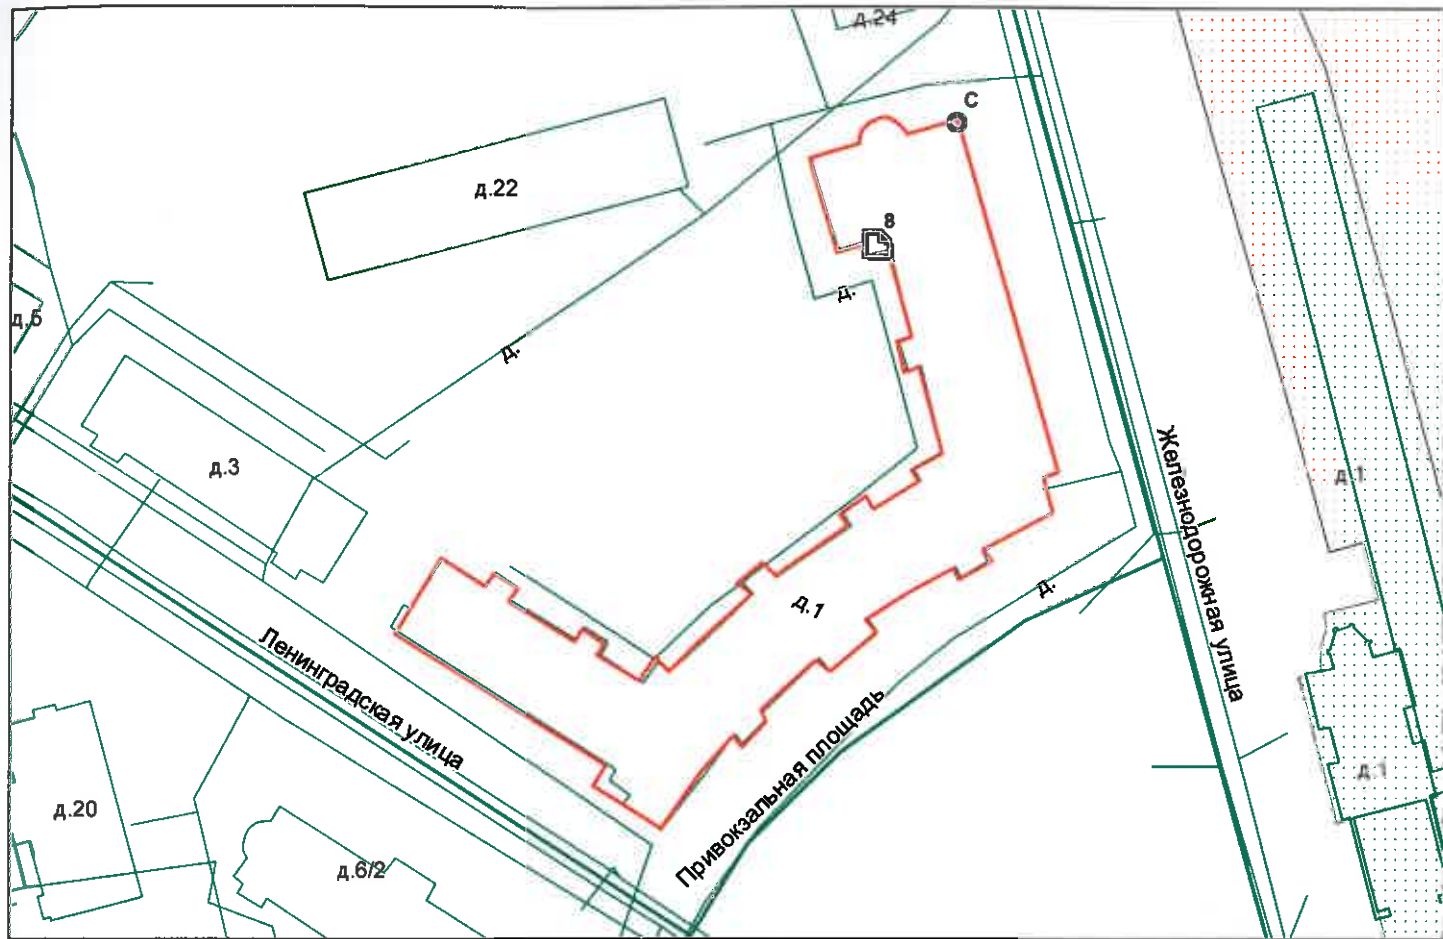 д.24
C
д.22
8
д.
д.5
д.
д.3
д.1
Железнодорожная улица
д.
д.1
Ленинградская улица
Привокзальная площадь
д.20
д.6/2
д.1